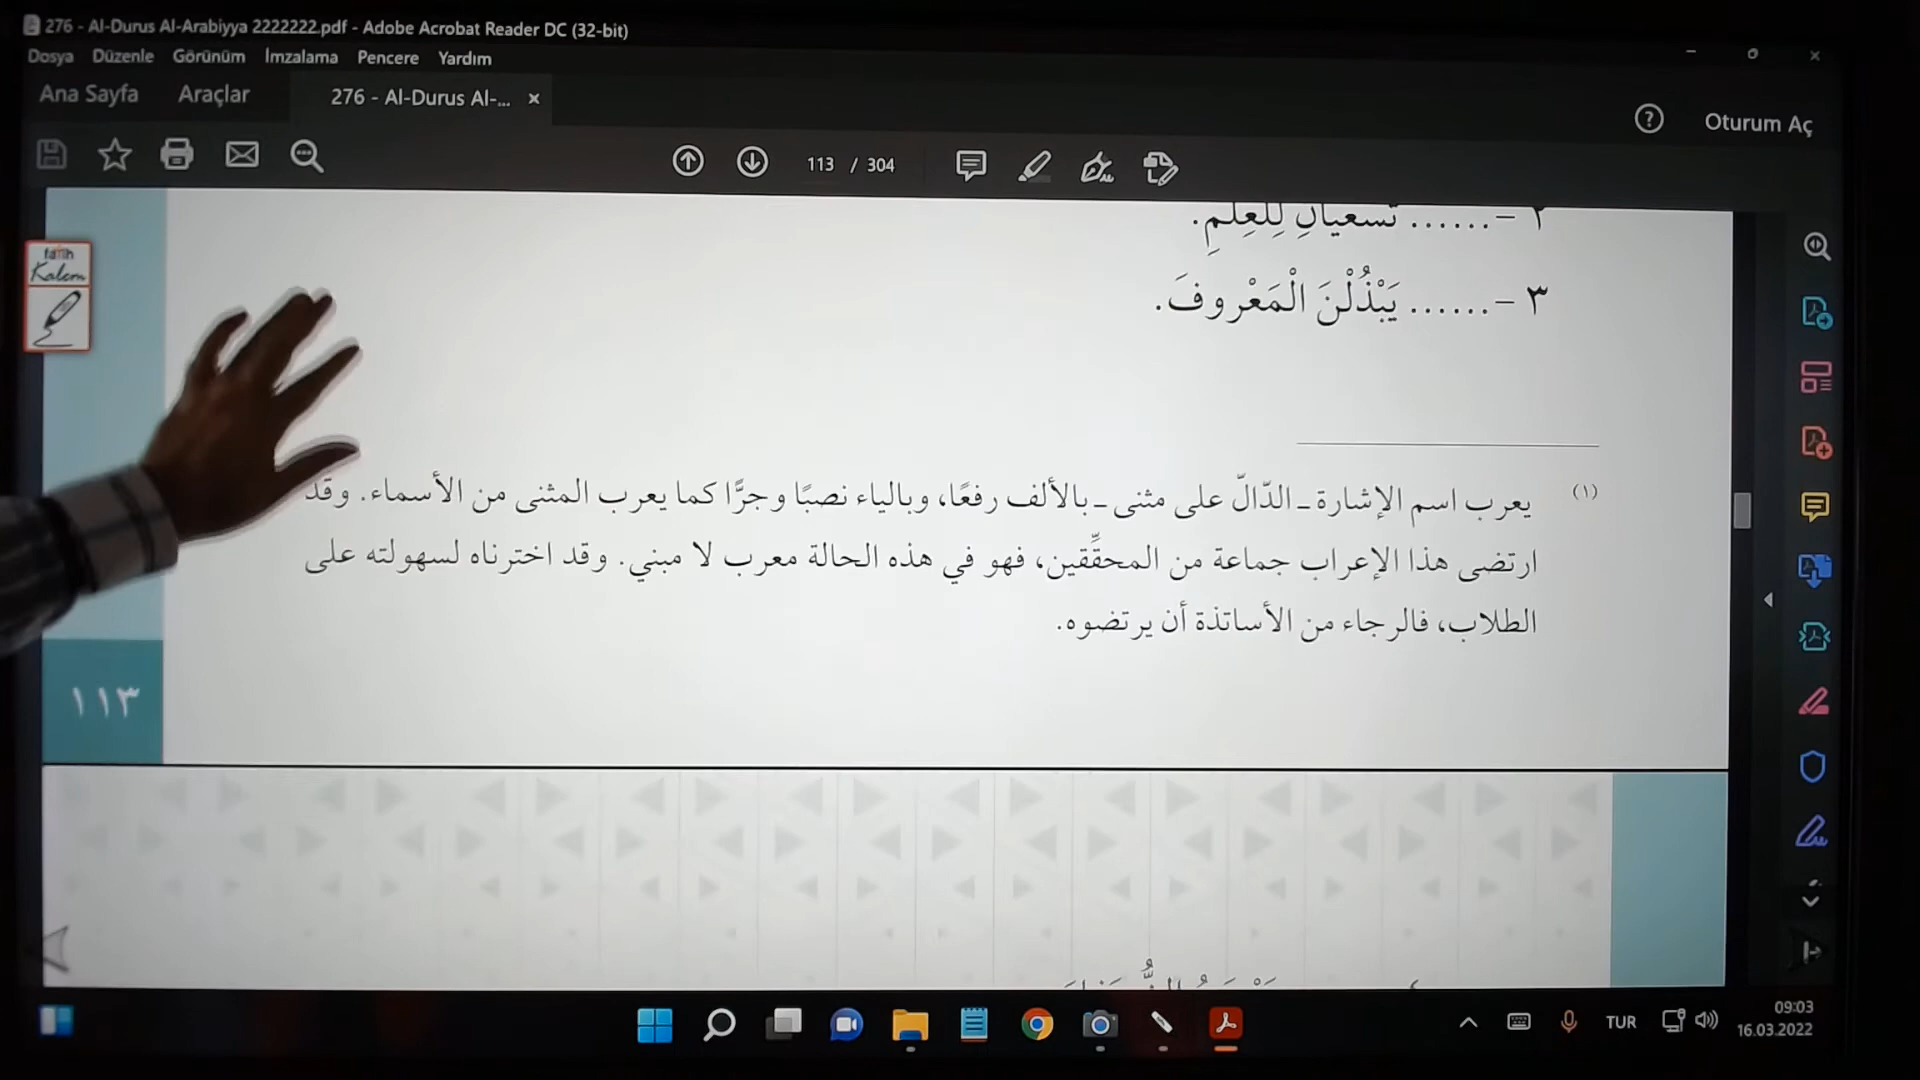 276 - Al-Durus Al-Arabiyya 2222222.pdf - Adobe Acrobat Reader DC (32-bit)
Dosya Düzenle Görünüm İmzalama Pencere Yardım
Ana Sayfa Araçlar 276 - Al-Durus Al-... ×
Oturum Aç
113 / 304
fatih
Kalem
٢ - ...... تَسْعَيَانِ لِلْعِلْمِ.
٣ - ...... يَبْذُلْنَ الْمَعْرُوفَ.
(١) يعرب اسم الإشارة ـ الدّالّ على مثنى ـ بالألف رفعًا، وبالياء نصبًا وجرًّا كما يعرب المثنى من الأسماء. وقد
ارتضى هذا الإعراب جماعة من المحقِّقين، فهو في هذه الحالة معرب لا مبني. وقد اخترناه لسهولته على
الطلاب، فالرجاء من الأساتذة أن يرتضوه.
١١٣
TUR
09:03
16.03.2022